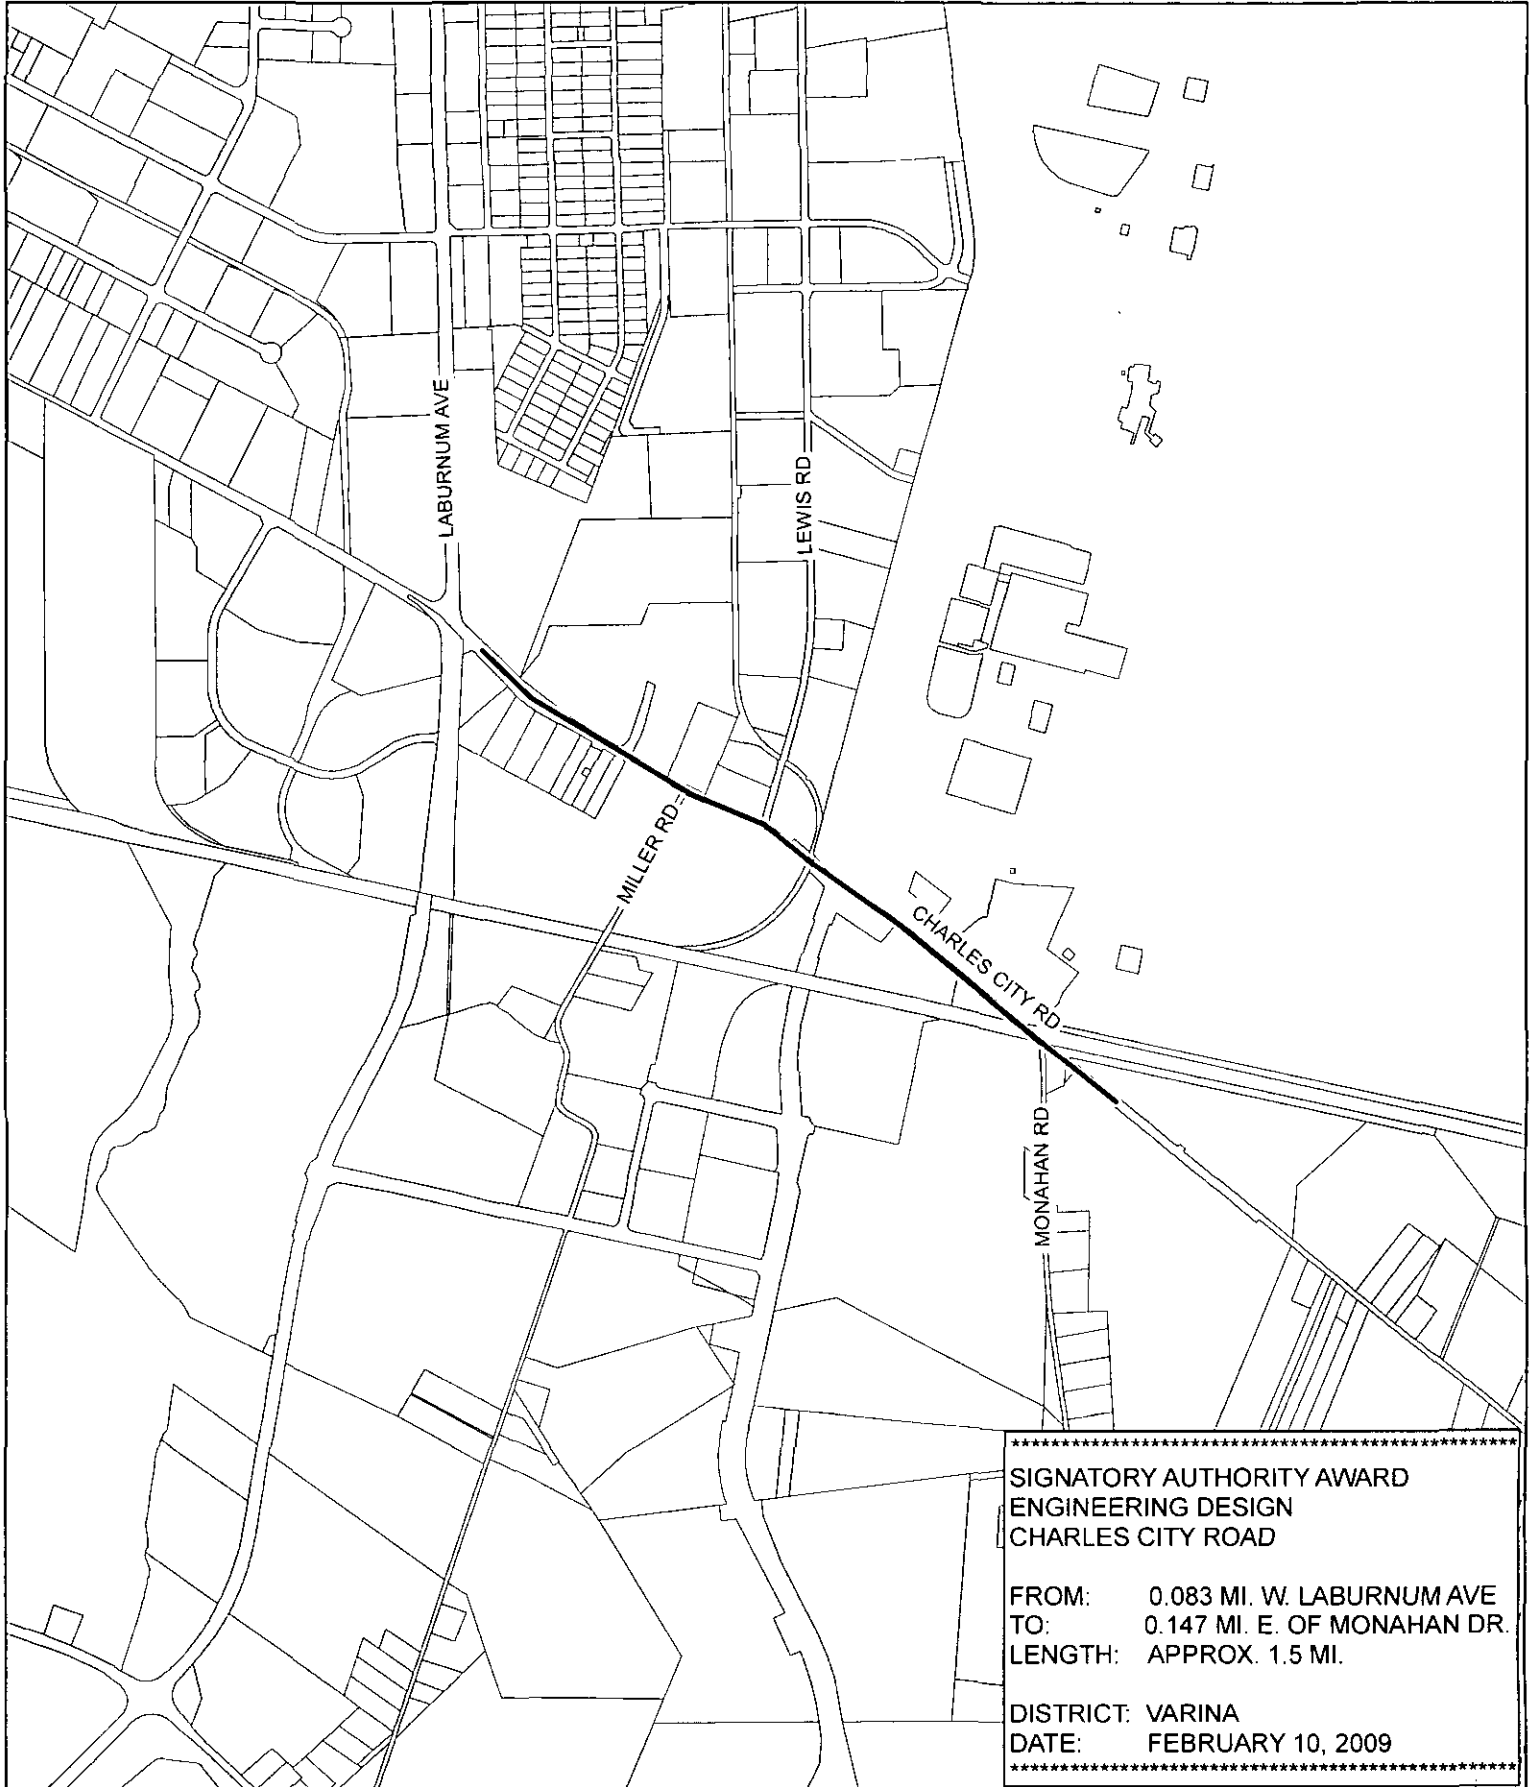 LABURNUM AVE
LEWIS RD
MILLER RD
CHARLES CITY RD
MONAHAN RD
****************************************************
SIGNATORY AUTHORITY AWARD
ENGINEERING DESIGN
CHARLES CITY ROAD
FROM: 0.083 MI. W. LABURNUM AVE
TO: 0.147 MI. E. OF MONAHAN DR.
LENGTH: APPROX. 1.5 MI.
DISTRICT: VARINA
DATE: FEBRUARY 10, 2009
****************************************************